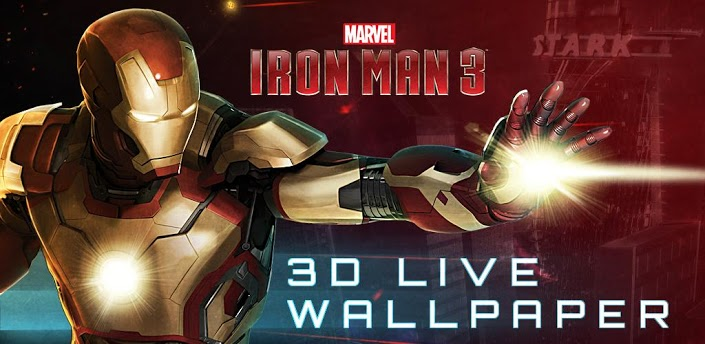 MARVEL
IRON MAN 3
STARK
3D LIVE
WALLPAPER